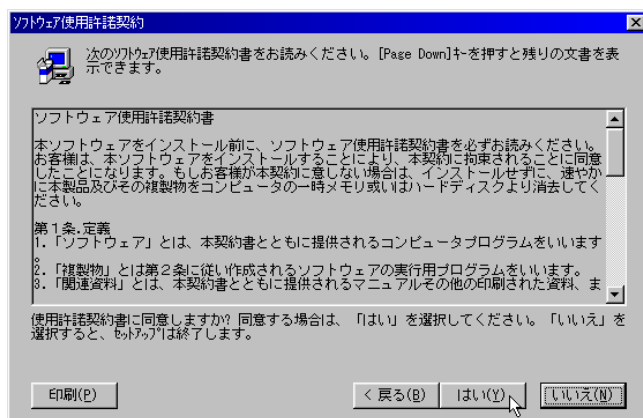 ソフトウェア使用許諾契約
次のソフトウェア使用許諾契約書をお読みください。[Page Down]キーを押すと残りの文書を表
示できます。
ソフトウェア使用許諾契約書
本ソフトウェアをインストール前に、ソフトウェア使用許諾契約書を必ずお読みください。
お客様は、本ソフトウェアをインストールすることにより、本契約に拘束されることに同意
したことになります。もしお客様が本契約に意しない場合は、インストールせずに、速やか
に本製品及びその複製物をコンピュータの一時メモリ或いはハードディスクより消去してく
ださい。
第1条.定義
1.「ソフトウェア」とは、本契約書とともに提供されるコンピュータプログラムをいいます
。
2.「複製物」とは第2条に従い作成されるソフトウェアの実行用プログラムをいいます。
3.「関連資料」とは、本契約書とともに提供されるマニュアルその他の印刷された資料、ま
使用許諾契約書に同意しますか? 同意する場合は、「はい」を選択してください。「いいえ」を
選択すると、セットアップは終了します。
印刷(P)
< 戻る(B)
はい(Y)
いいえ(N)